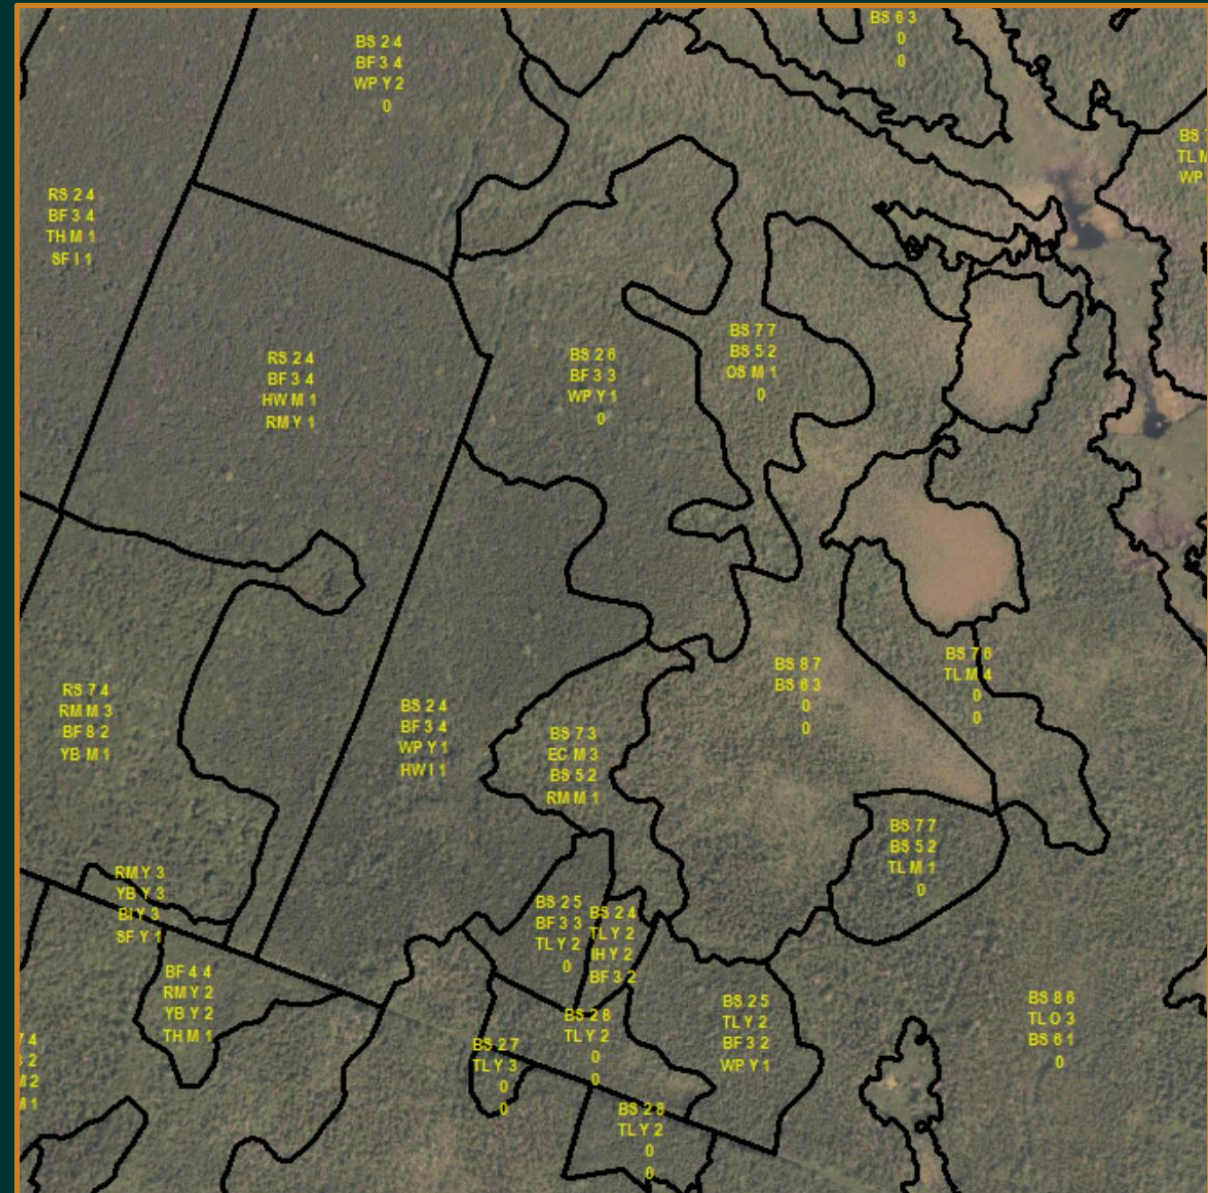 BS 6 3
0
0
BS 2 4
BF 3 4
WP Y 2
0
BS
TL M
WP
RS 2 4
BF 3 4
TH M 1
SF I 1
RS 2 4
BF 3 4
HW M 1
RM Y 1
BS 2 6
BF 3 3
WP Y 1
0
BS 7 7
BS 5 2
OS M 1
0
BS 8 7
BS 6 3
0
0
BS 7 6
TL M 4
0
0
RS 7 4
RM M 3
BF 8 2
YB M 1
BS 2 4
BF 3 4
WP Y 1
HW I 1
BS 7 3
EC M 3
BS 5 2
RM M 1
BS 7 7
BS 5 2
TL M 1
0
RM Y 3
YB Y 3
BI Y 3
SF Y 1
BS 2 5
BF 3 3
TL Y 2
0
BS 2 4
TL Y 2
IH Y 2
BF 3 2
BF 4 4
RM Y 2
YB Y 2
TH M 1
BS 2 8
TL Y 2
0
0
BS 2 5
TL Y 2
BF 3 2
WP Y 1
BS 8 6
TL O 3
BS 6 1
0
BS 2 7
TL Y 3
0
0
7 4
2
M 2
M 1
BS 2 8
TL Y 2
0
0